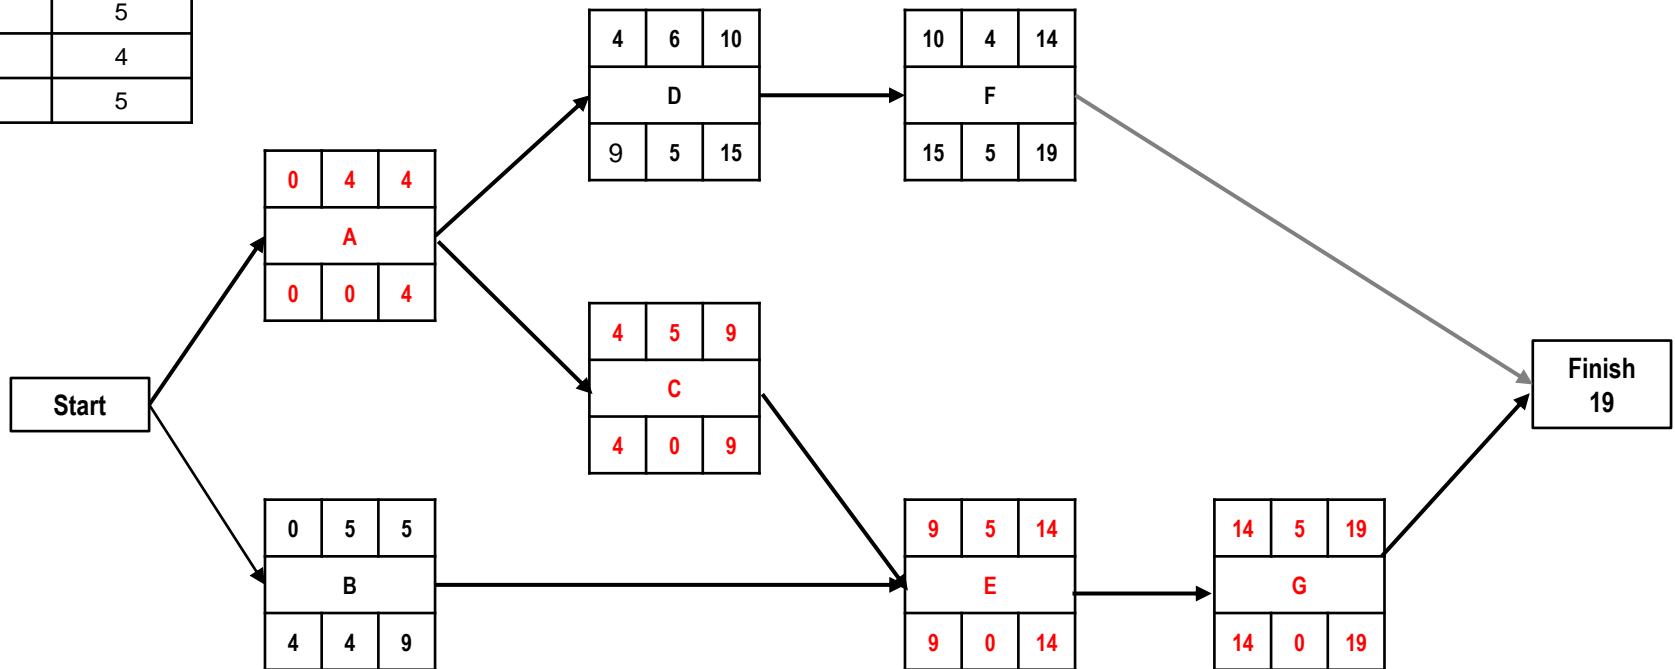 5
4
5
4 6 10
D
9 5 15
10 4 14
F
15 5 19
0 4 4
A
0 0 4
4 5 9
C
4 0 9
Start
Finish
19
0 5 5
B
4 4 9
9 5 14
E
9 0 14
14 5 19
G
14 0 19